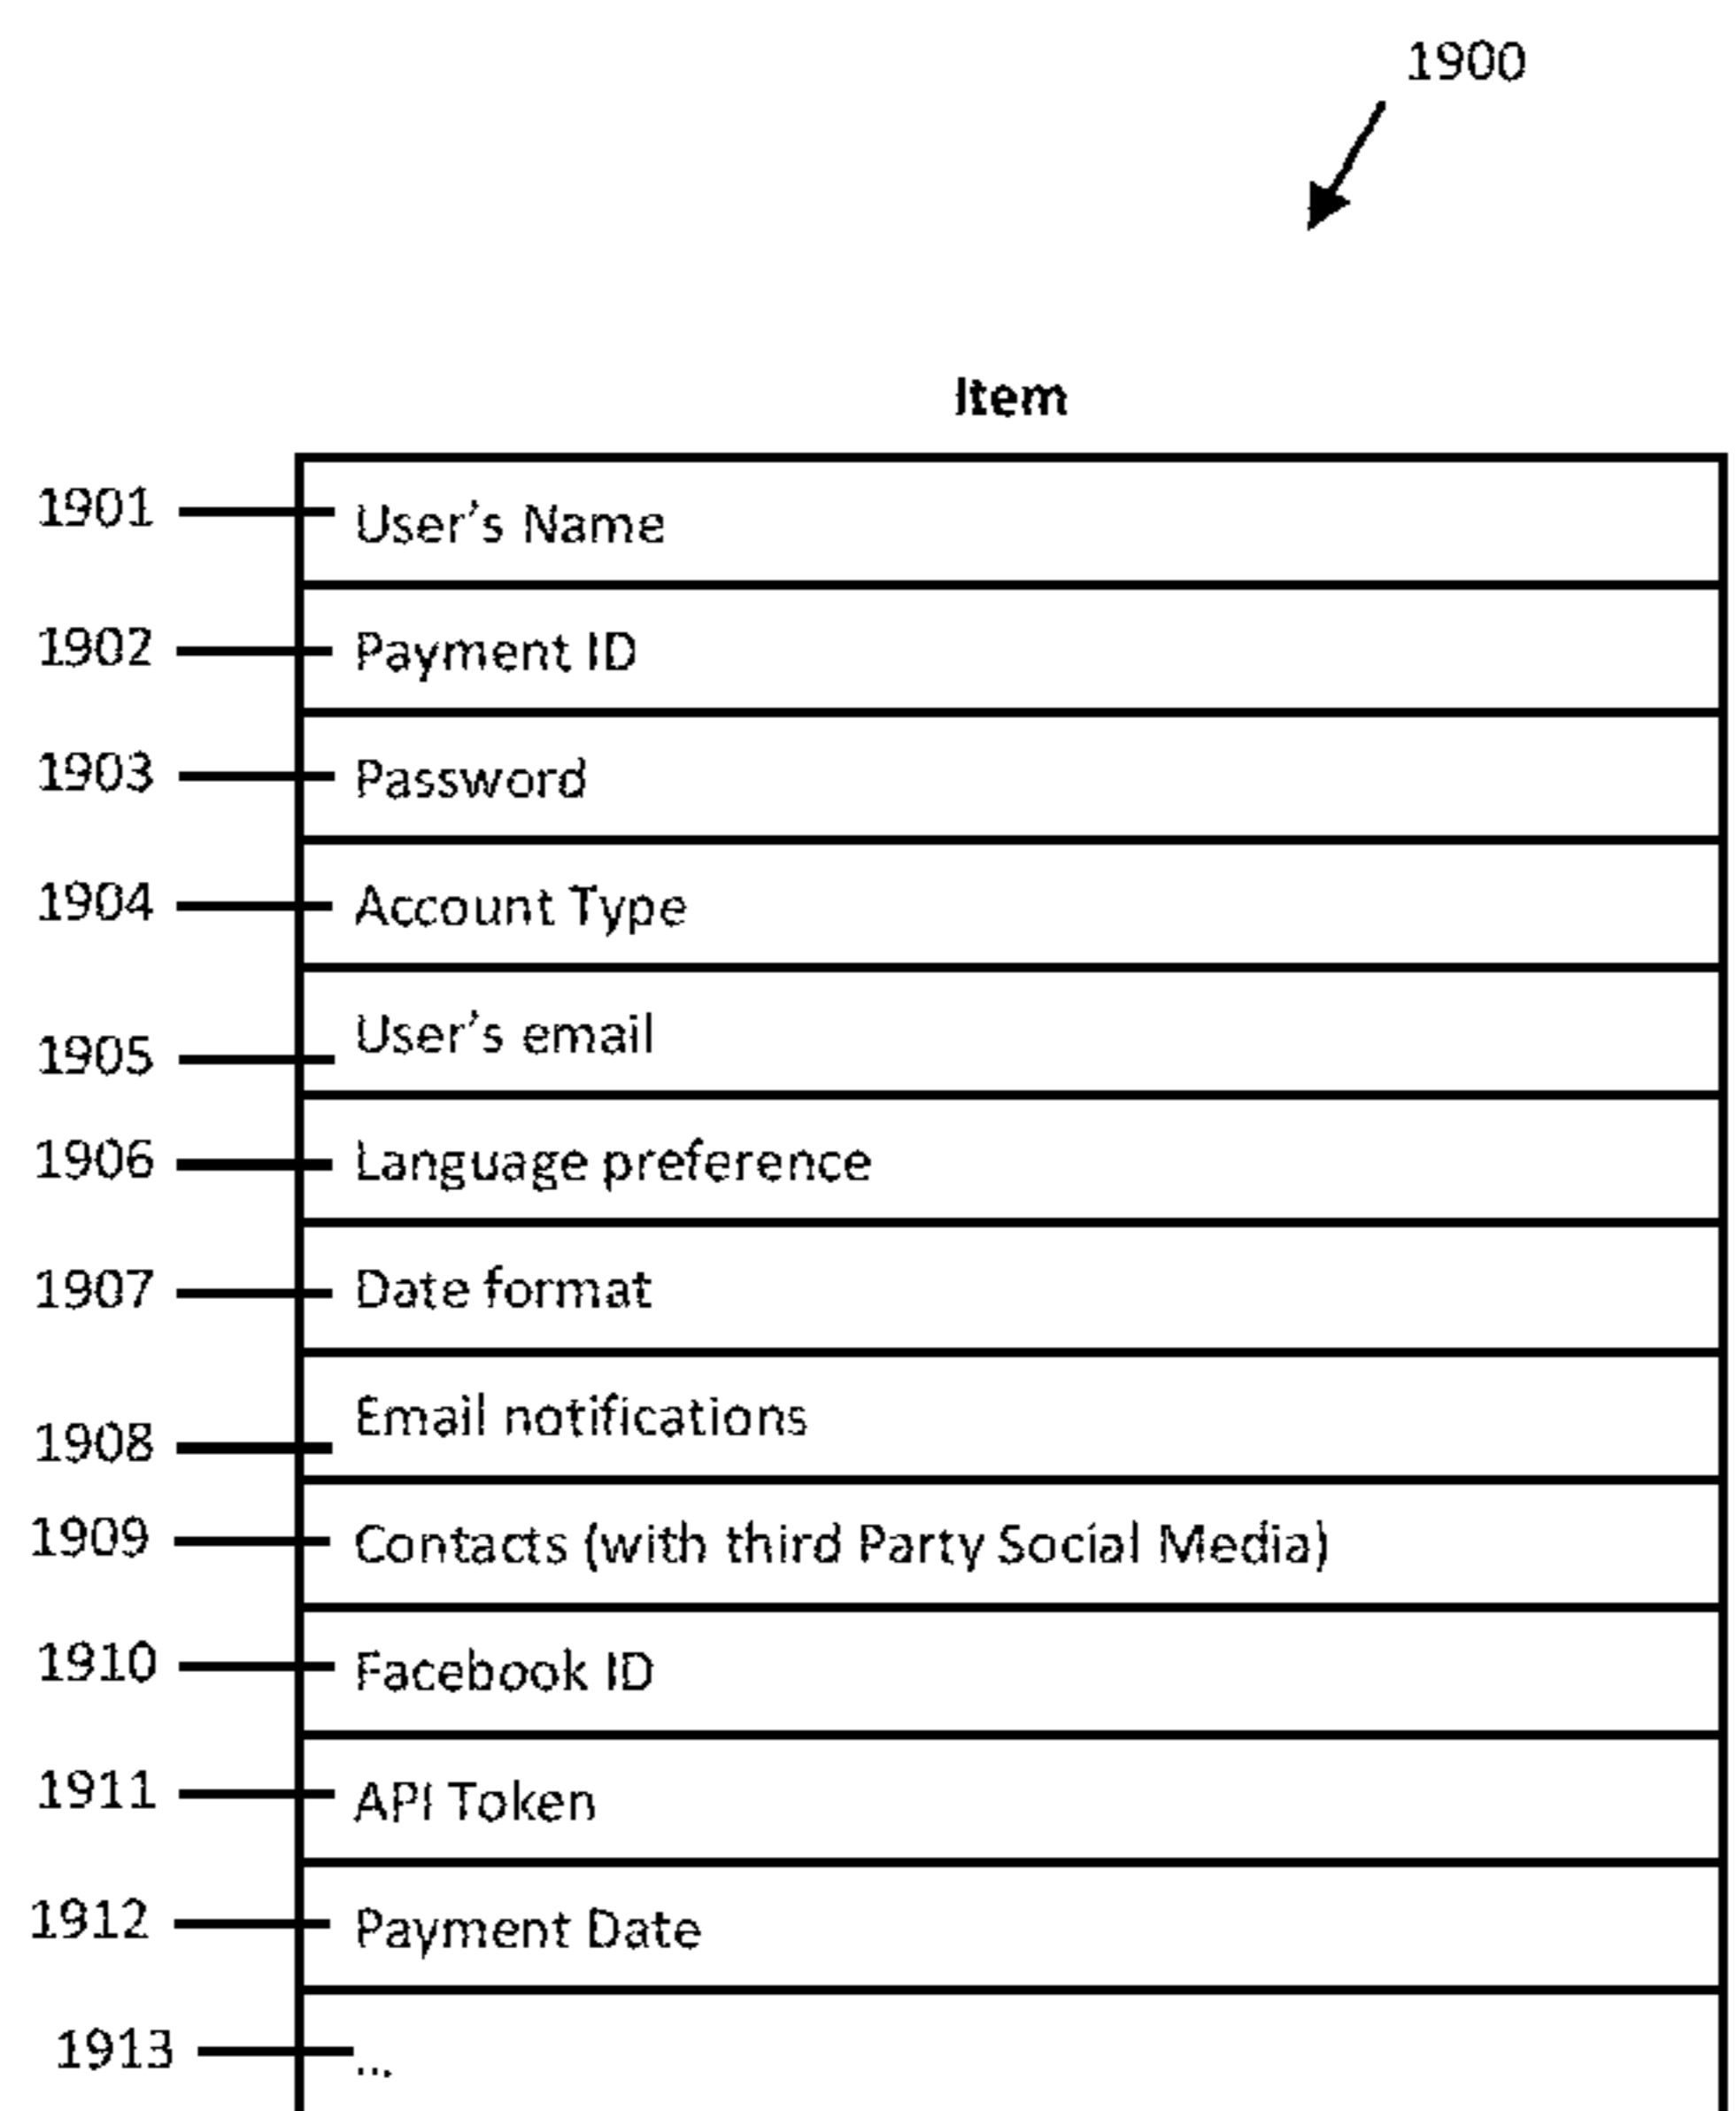 1900
Item
1901 User's Name
1902 Payment ID
1903 Password
1904 Account Type
1905 User's email
1906 Language preference
1907 Date format
1908 Email notifications
1909 Contacts (with third Party Social Media)
1910 Facebook ID
1911 API Token
1912 Payment Date
1913 ...